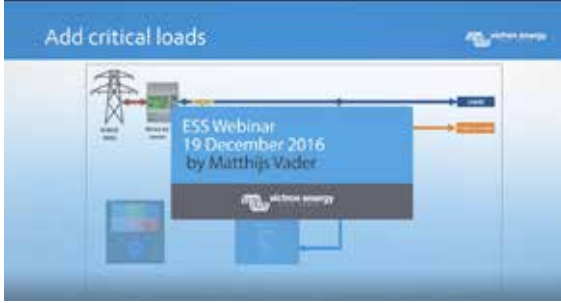 Add critical loads
victron energy
ESS Webinar
19 December 2016
by Matthijs Vader
victron energy